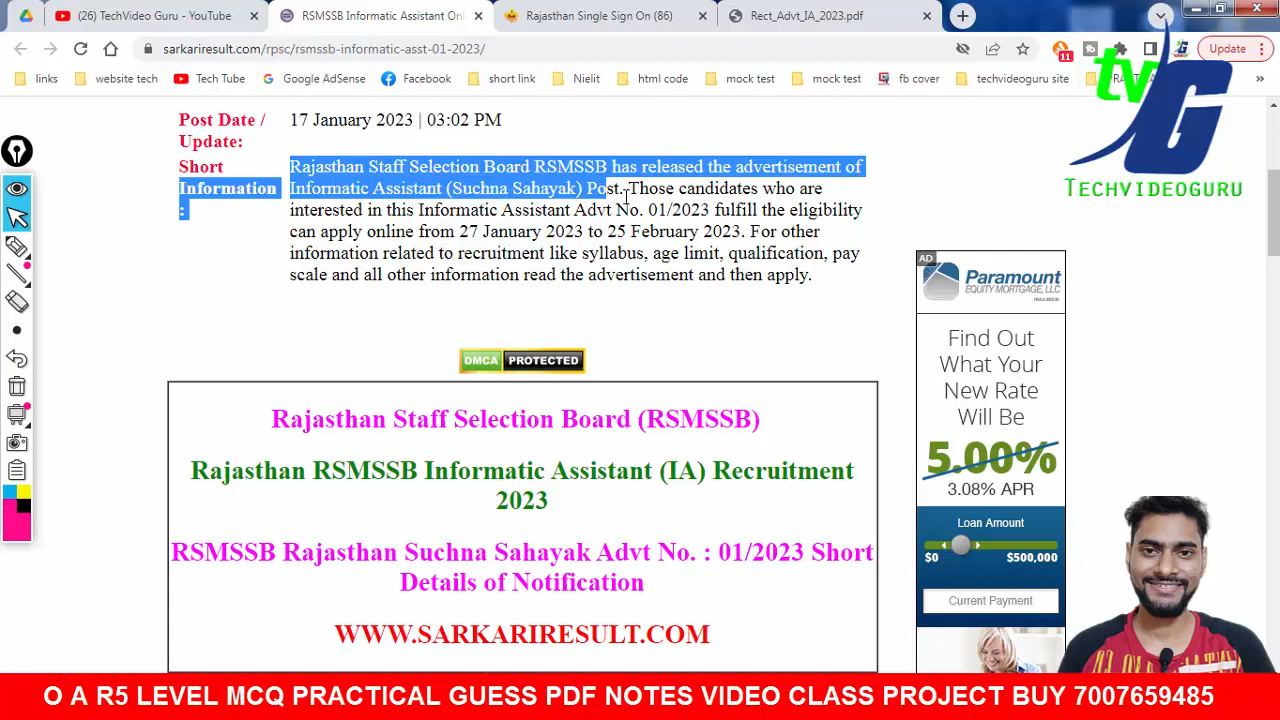 (26) TechVideo Guru - YouTube
RSMSSB Informatic Assistant Onl
Rajasthan Single Sign On (86)
Rect_Advt_IA_2023.pdf
sarkariresult.com/rpsc/rsmssb-informatic-asst-01-2023/
11
Update
links
website tech
Tech Tube
Google AdSense
Facebook
short link
Nielit
html code
mock test
mock test
fb cover
techvideoguru site
tvG
TECHVIDEOGURU
Post Date / 17 January 2023 | 03:02 PM
Update:
Short Rajasthan Staff Selection Board RSMSSB has released the advertisement of
Information Informatic Assistant (Suchna Sahayak) Post. Those candidates who are
: interested in this Informatic Assistant Advt No. 01/2023 fulfill the eligibility
can apply online from 27 January 2023 to 25 February 2023. For other
information related to recruitment like syllabus, age limit, qualification, pay
scale and all other information read the advertisement and then apply.
DMCA PROTECTED
Rajasthan Staff Selection Board (RSMSSB)
Rajasthan RSMSSB Informatic Assistant (IA) Recruitment
2023
RSMSSB Rajasthan Suchna Sahayak Advt No. : 01/2023 Short
Details of Notification
WWW.SARKARIRESULT.COM
AD
Paramount
EQUITY MORTGAGE, LLC
Find Out
What Your
New Rate
Will Be
5.00%
3.08% APR
Loan Amount
$0 $500,000
Current Payment
O A R5 LEVEL MCQ PRACTICAL GUESS PDF NOTES VIDEO CLASS PROJECT BUY 7007659485